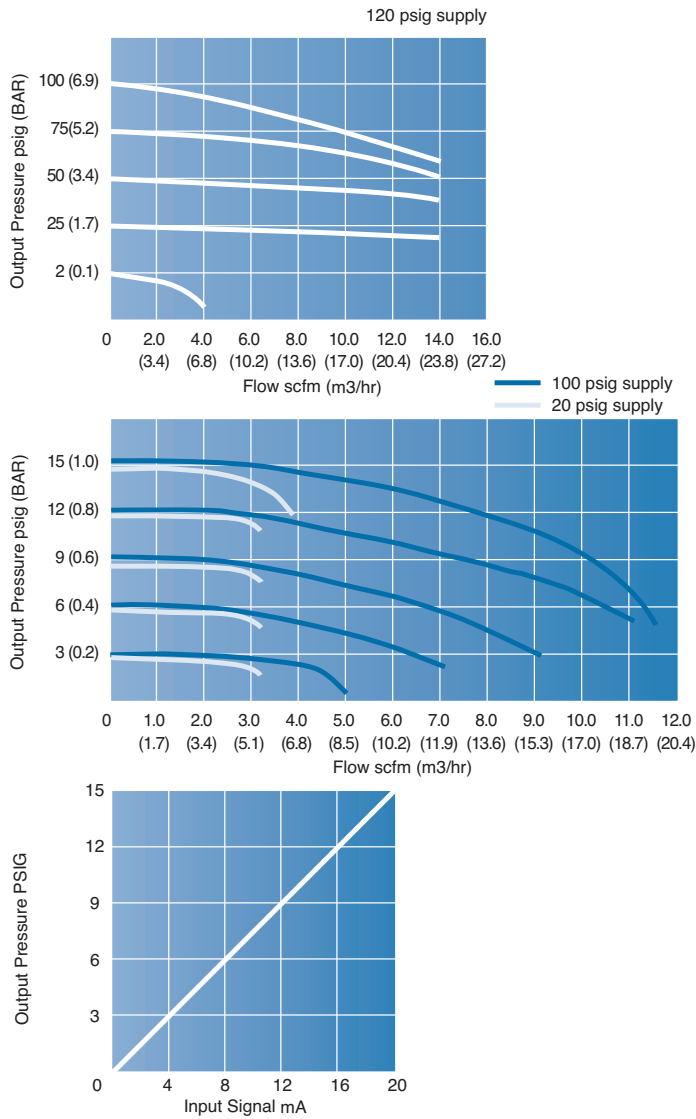 120 psig supply
Output Pressure psig (BAR)
100 (6.9)
75(5.2)
50 (3.4)
25 (1.7)
2 (0.1)
0 2.0 4.0 6.0 8.0 10.0 12.0 14.0 16.0
(3.4) (6.8) (10.2) (13.6) (17.0) (20.4) (23.8) (27.2)
Flow scfm (m3/hr)
100 psig supply
20 psig supply
Output Pressure psig (BAR)
15 (1.0)
12 (0.8)
9 (0.6)
6 (0.4)
3 (0.2)
0 1.0 2.0 3.0 4.0 5.0 6.0 7.0 8.0 9.0 10.0 11.0 12.0
(1.7) (3.4) (5.1) (6.8) (8.5) (10.2) (11.9) (13.6) (15.3) (17.0) (18.7) (20.4)
Flow scfm (m3/hr)
Output Pressure PSIG
15
12
9
6
3
0 4 8 12 16 20
Input Signal mA